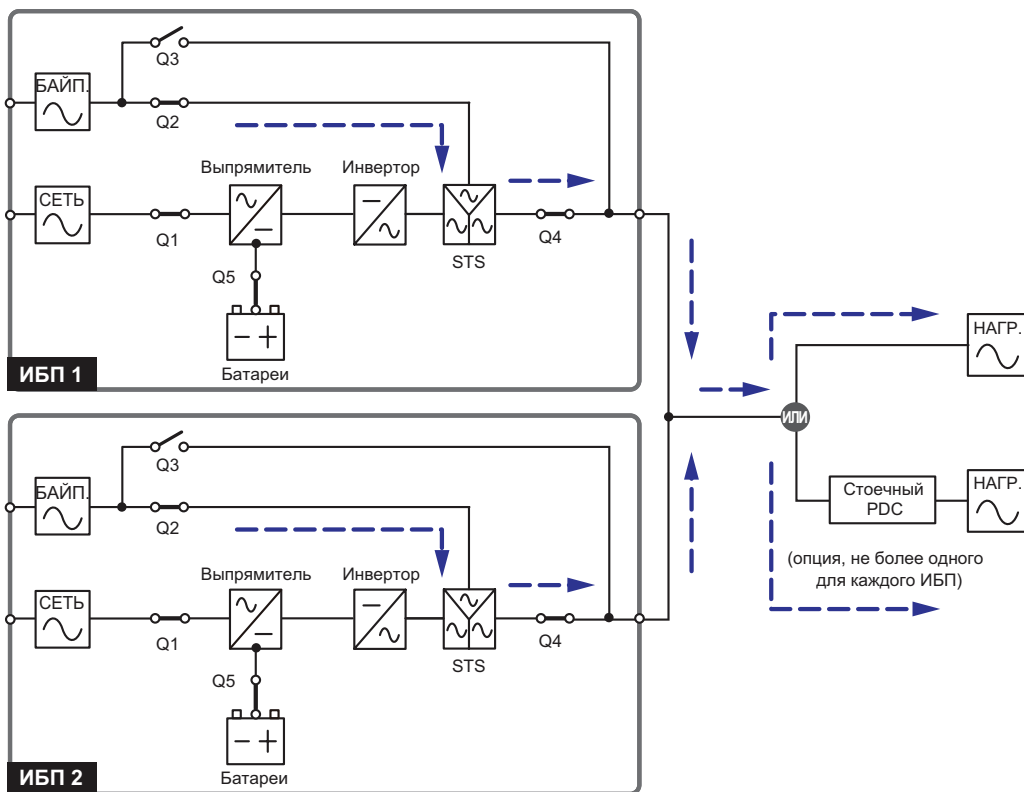 Q3
БАЙП.
Q2
Выпрямитель
Инвертор
СЕТЬ
Q1
Q4
STS
Q5
Батареи
ИБП 1
НАГР.
ИЛИ
Q3
БАЙП.
Q2
Стоечный
PDC
НАГР.
(опция, не более одного
для каждого ИБП)
Выпрямитель
Инвертор
СЕТЬ
Q1
Q4
STS
Q5
Батареи
ИБП 2